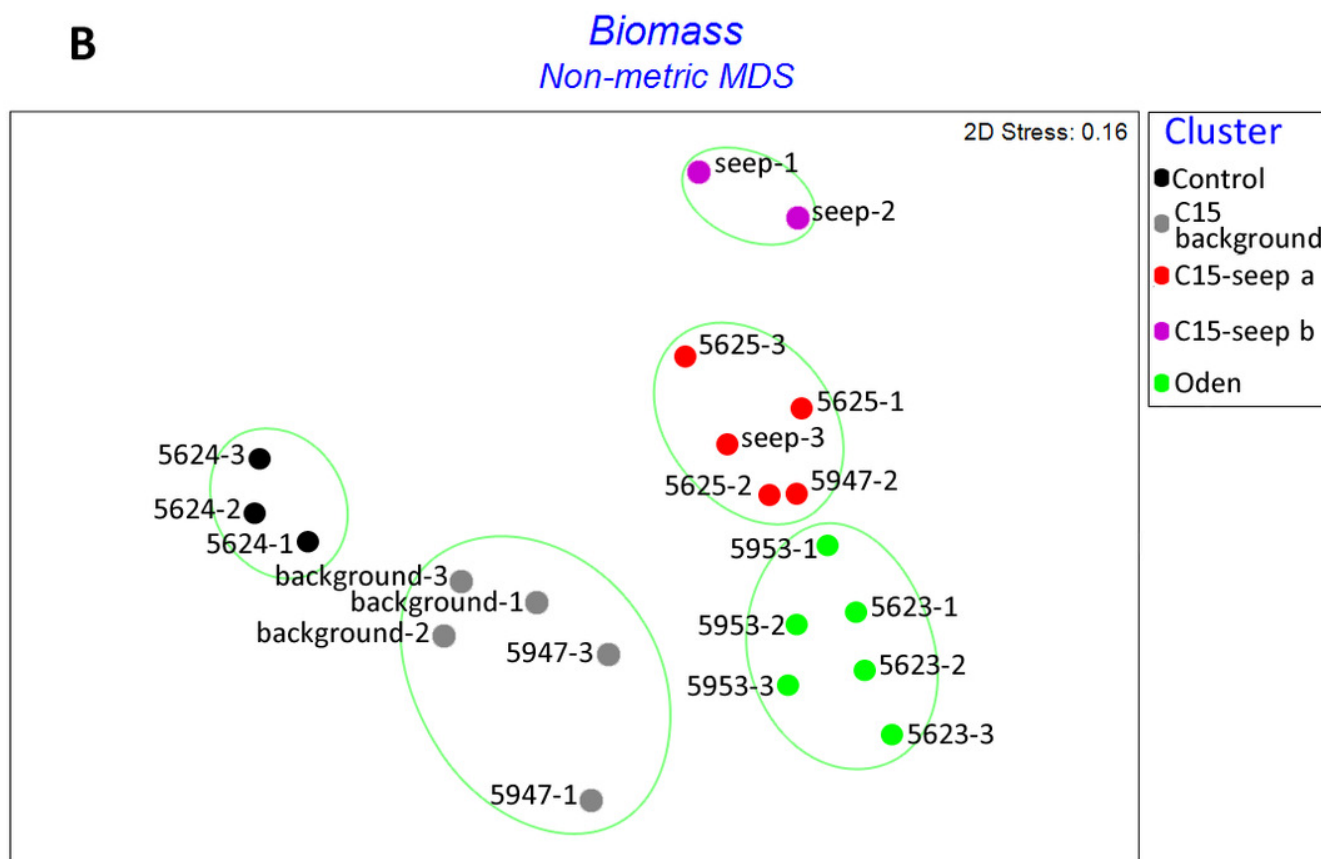 B
Biomass
Non-metric MDS
2D Stress: 0.16
seep-1
seep-2
5625-3
5625-1
seep-3
5625-2
5947-2
5624-3
5624-2
5624-1
background-3
background-1
background-2
5947-3
5947-1
5953-1
5623-1
5953-2
5623-2
5953-3
5623-3
Cluster
Control
C15
background
C15-seep a
C15-seep b
Oden